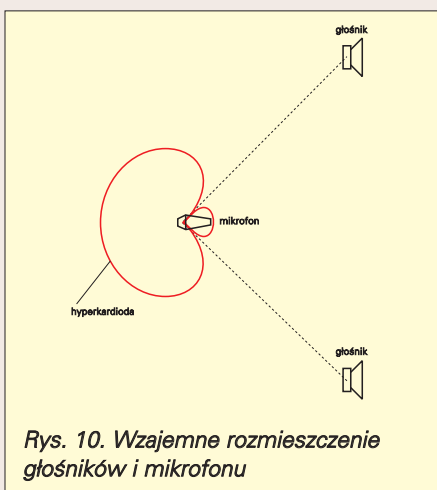 głośnik
mikrofon
hyperkardioda
głośnik
Rys. 10. Wzajemne rozmieszczenie
głośników i mikrofonu